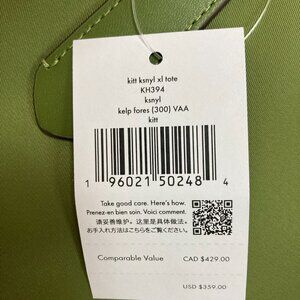 kitt ksnyl xl tote
KH394
ksnyl
kelp fores (300) VAA
kitt
1 96021 50248 4
Take good care. Here's how.
Prenez-en bien soin. Voici comment.
请妥善维护。这里是具体做法。
お手入れ方法はこちらをご覧ください。
Comparable Value CAD $429.00
USD $359.00